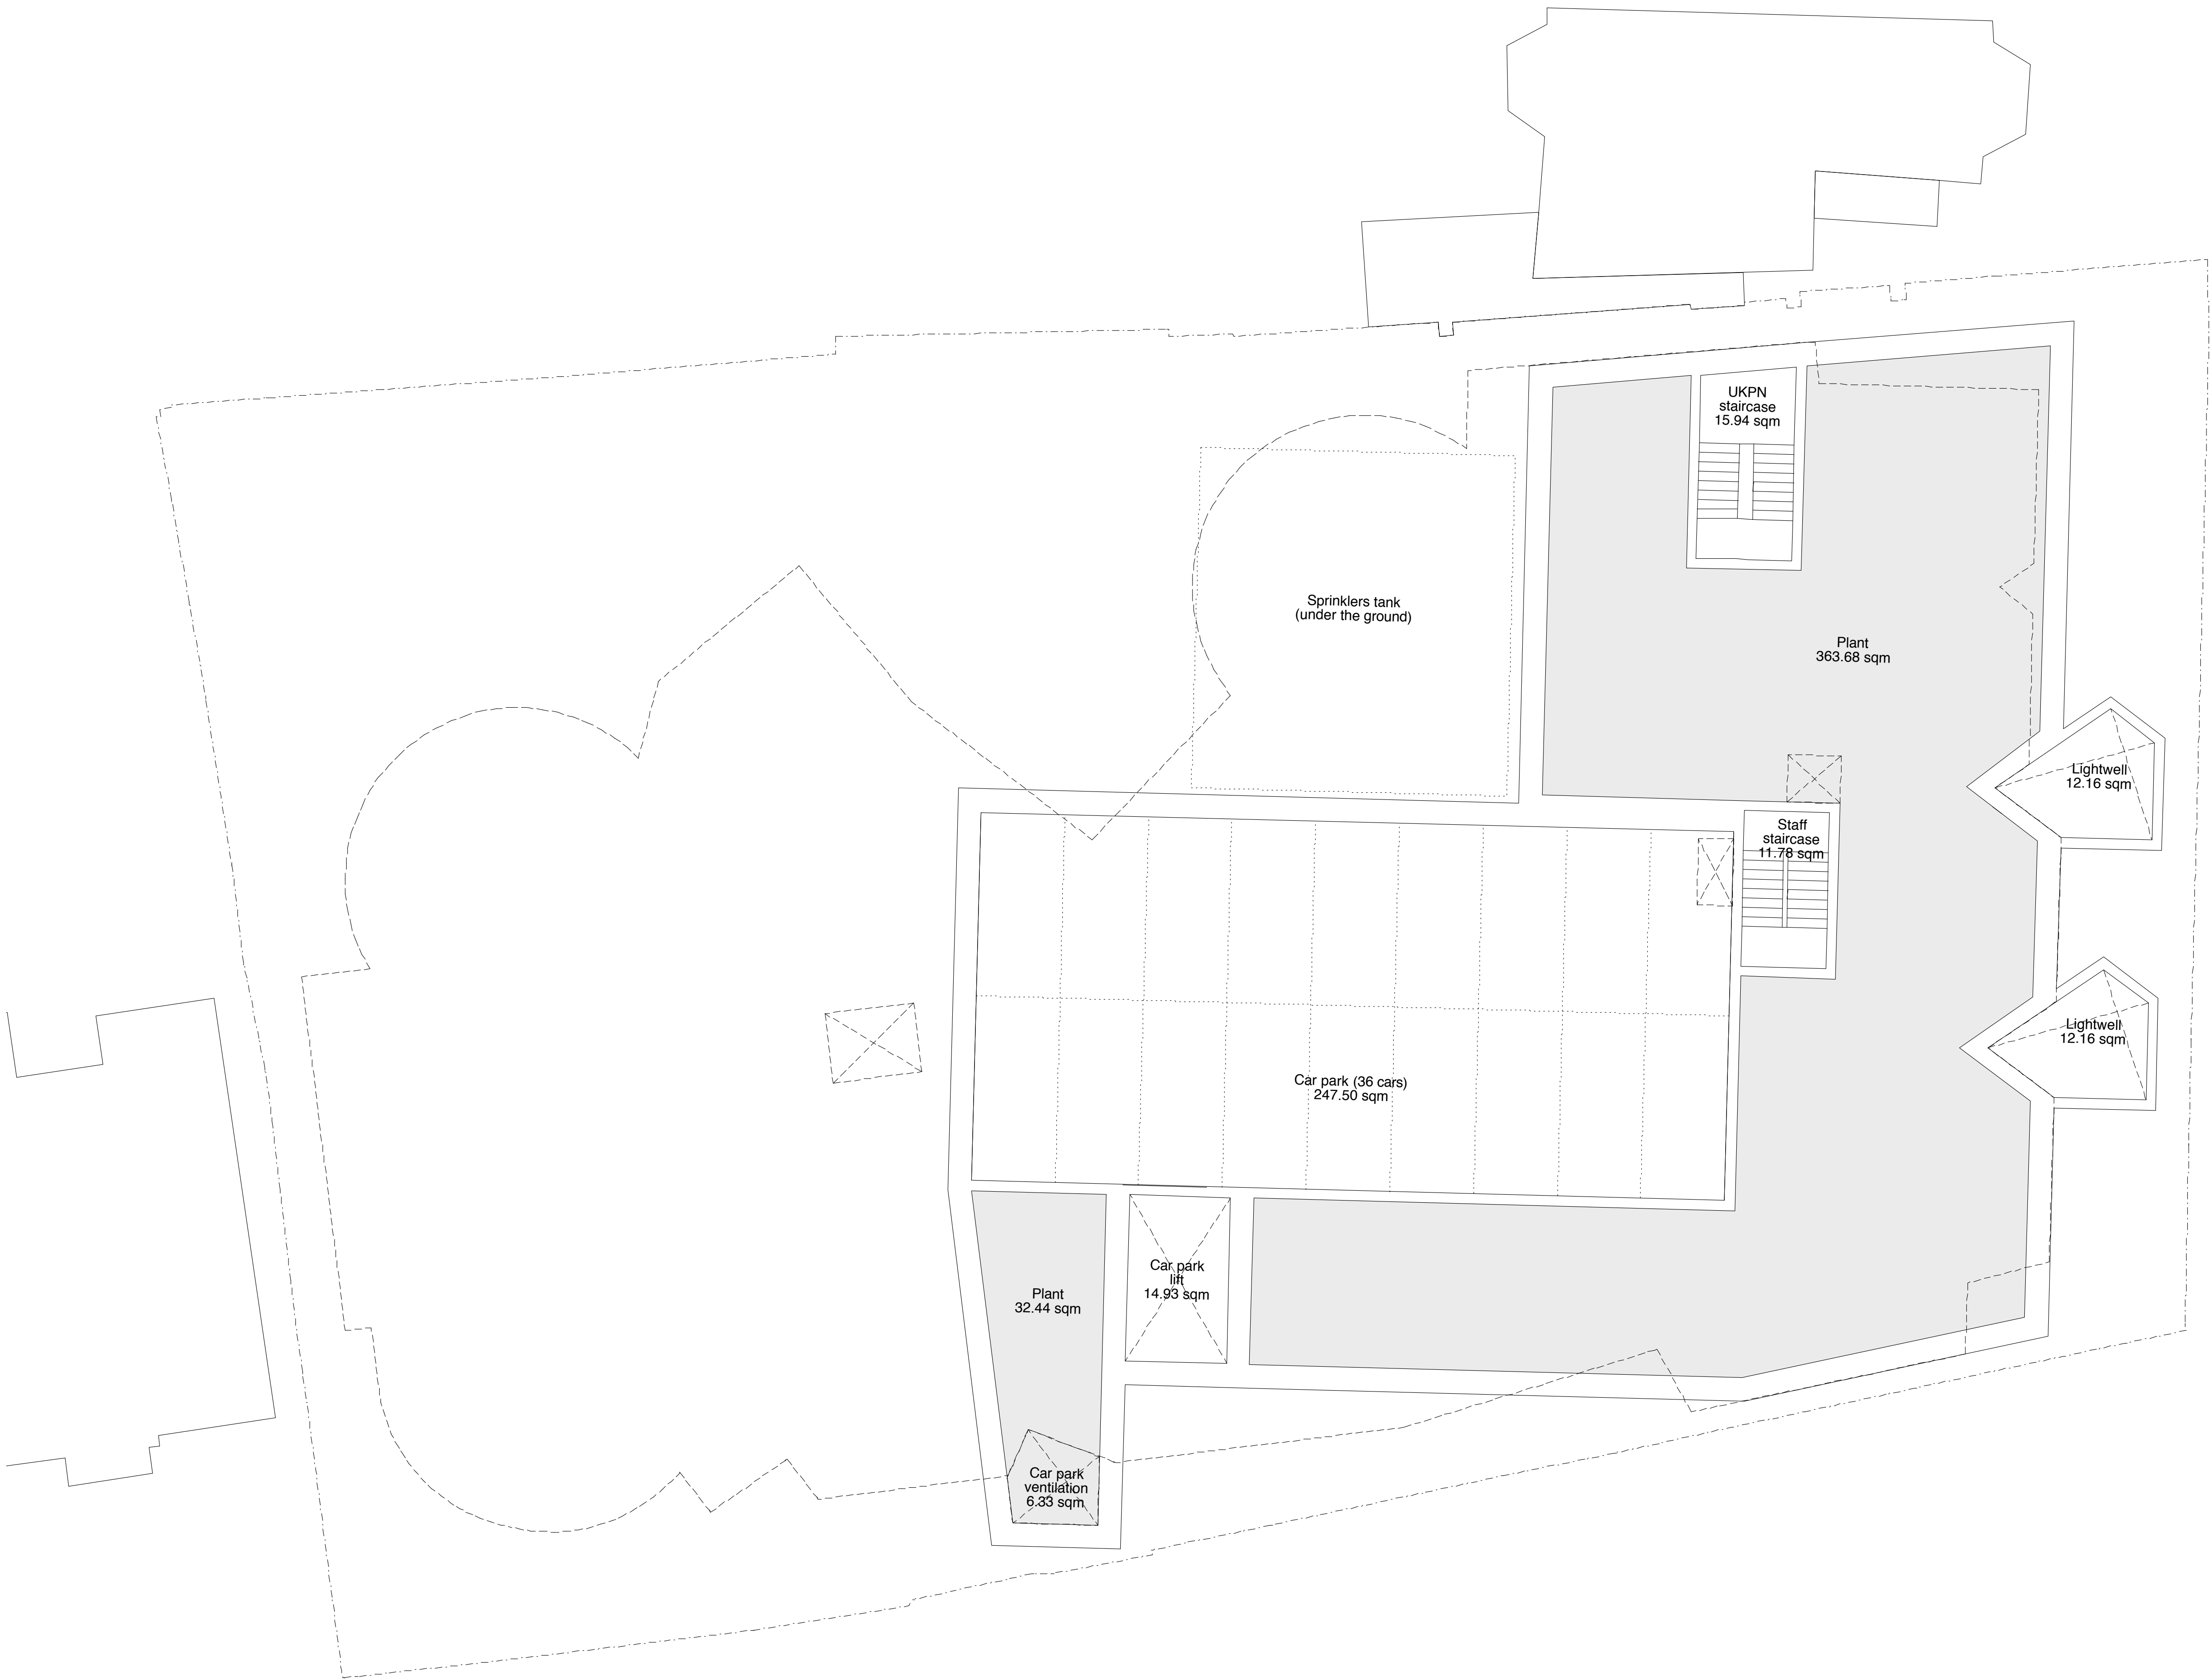 UKPN
staircase
15.94 sqm
Sprinklers tank
(under the ground)
Plant
363.68 sqm
Lightwell
12.16 sqm
Staff
staircase
11.78 sqm
Lightwell
12.16 sqm
Car park (36 cars)
247.50 sqm
Car park
lift
14.93 sqm
Plant
32.44 sqm
Car park
ventilation
6.33 sqm